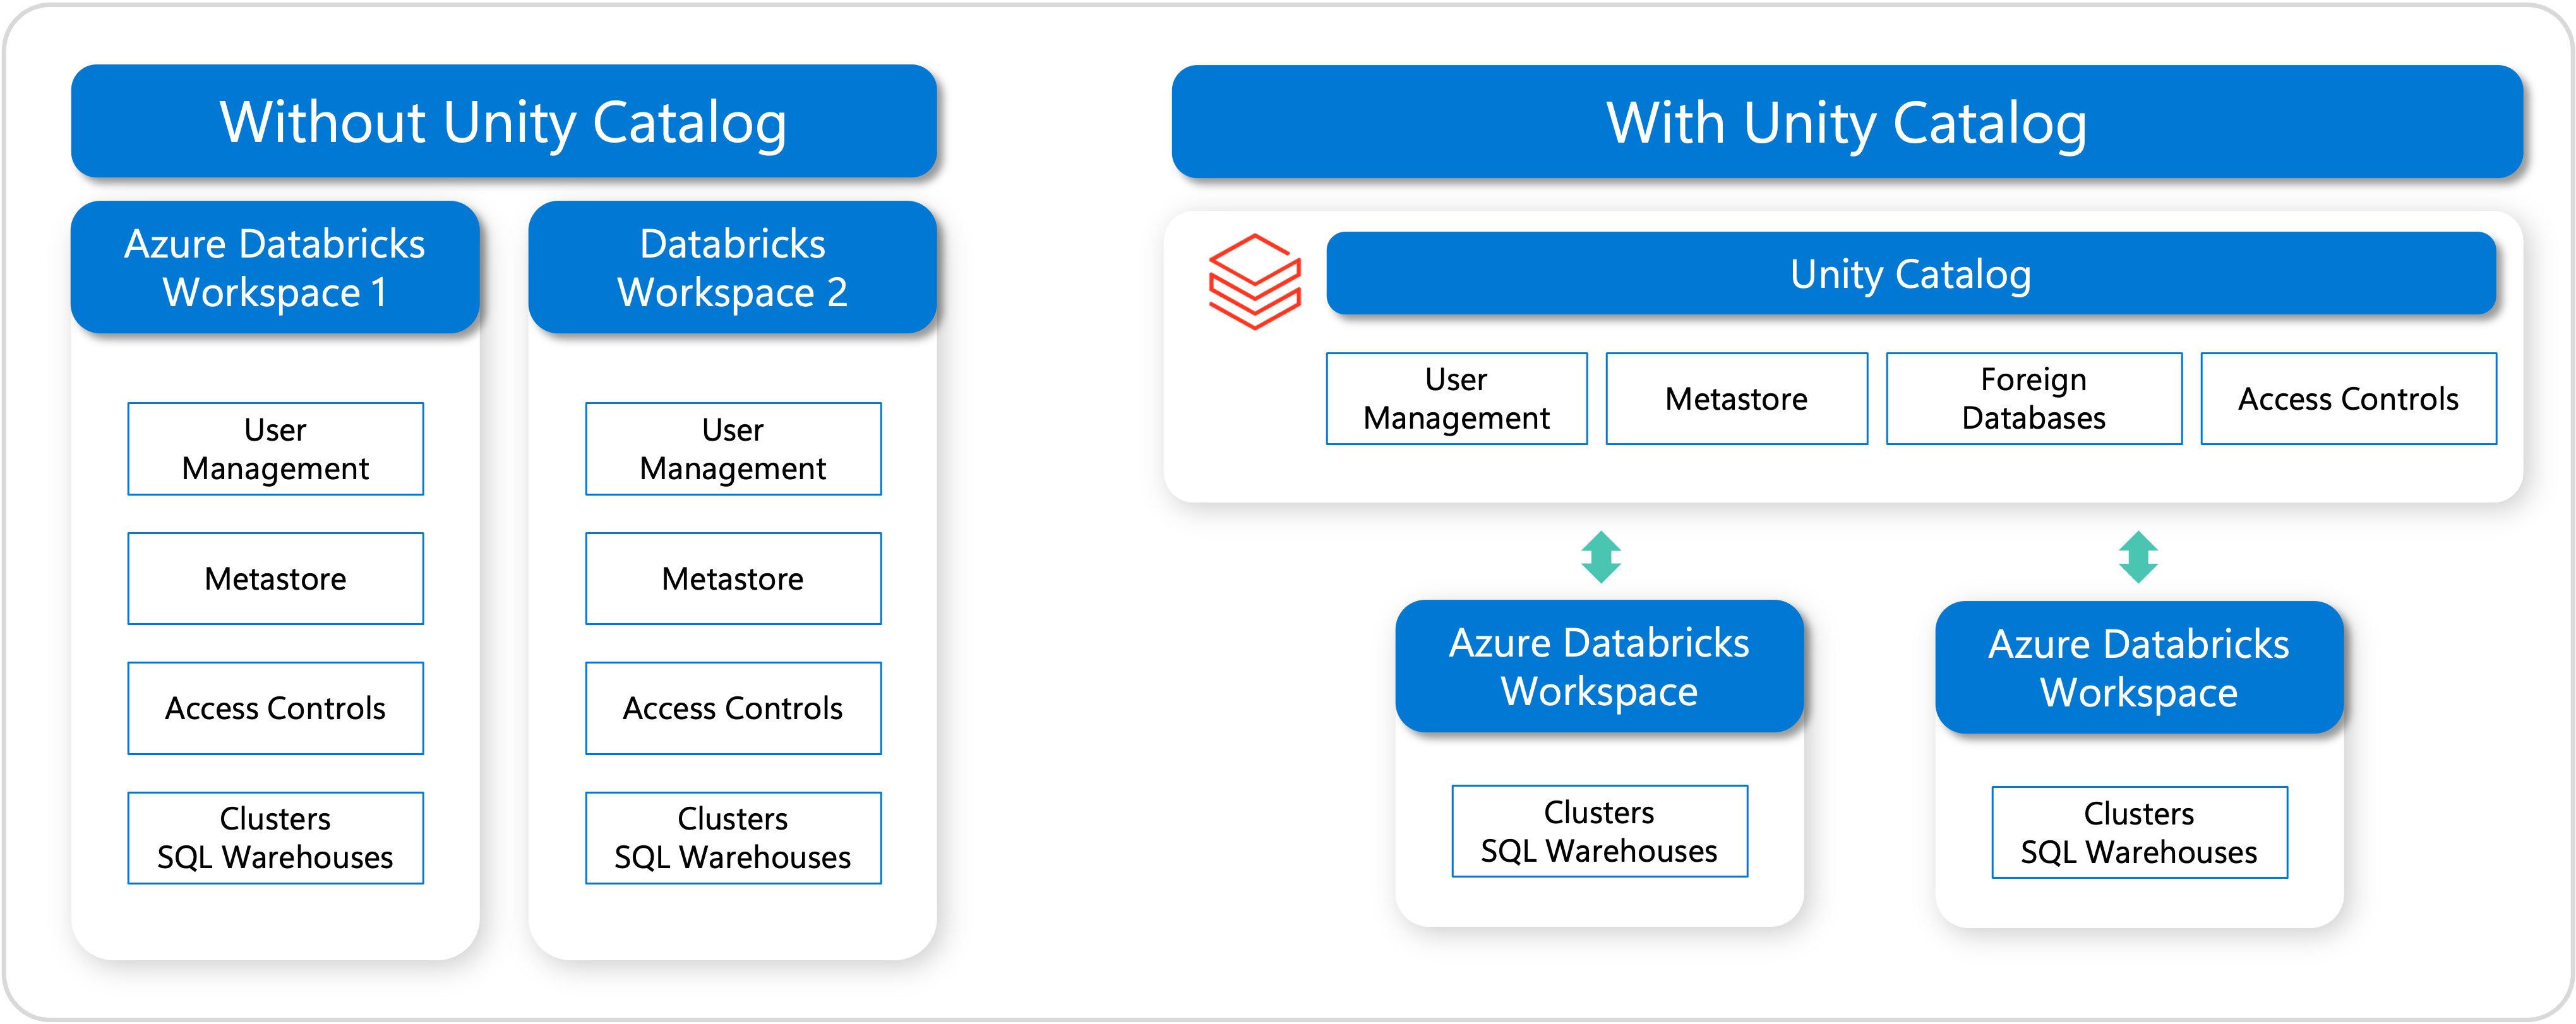 Without Unity Catalog
Azure Databricks
Workspace 1
User
Management
Metastore
Access Controls
Clusters
SQL Warehouses
Databricks
Workspace 2
User
Management
Metastore
Access Controls
Clusters
SQL Warehouses
With Unity Catalog
Unity Catalog
User
Management
Metastore
Foreign
Databases
Access Controls
Azure Databricks
Workspace
Clusters
SQL Warehouses
Azure Databricks
Workspace
Clusters
SQL Warehouses